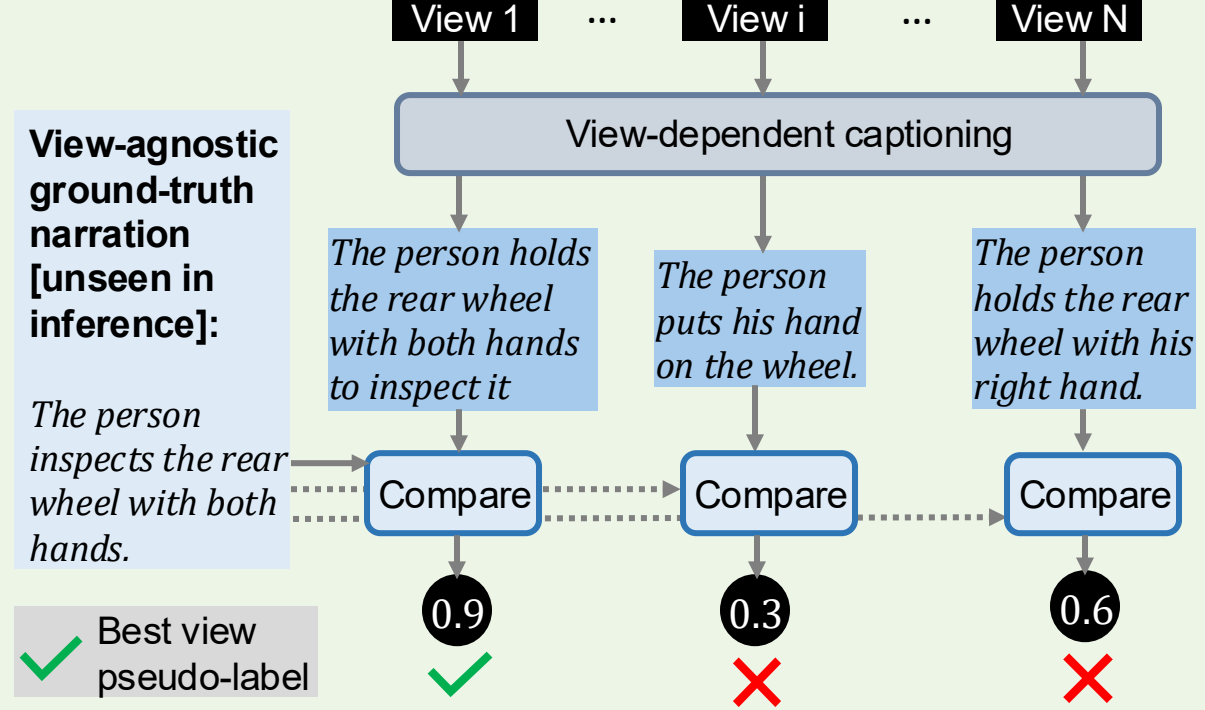 View 1 ... View i ... View N
View-dependent captioning
View-agnostic
ground-truth
narration
[unseen in
inference]:
The person
inspects the rear
wheel with both
hands.
The person holds
the rear wheel
with both hands
to inspect it
The person
puts his hand
on the wheel.
The person
holds the rear
wheel with his
right hand.
Compare Compare Compare
0.9 0.3 0.6
Best view
pseudo-label